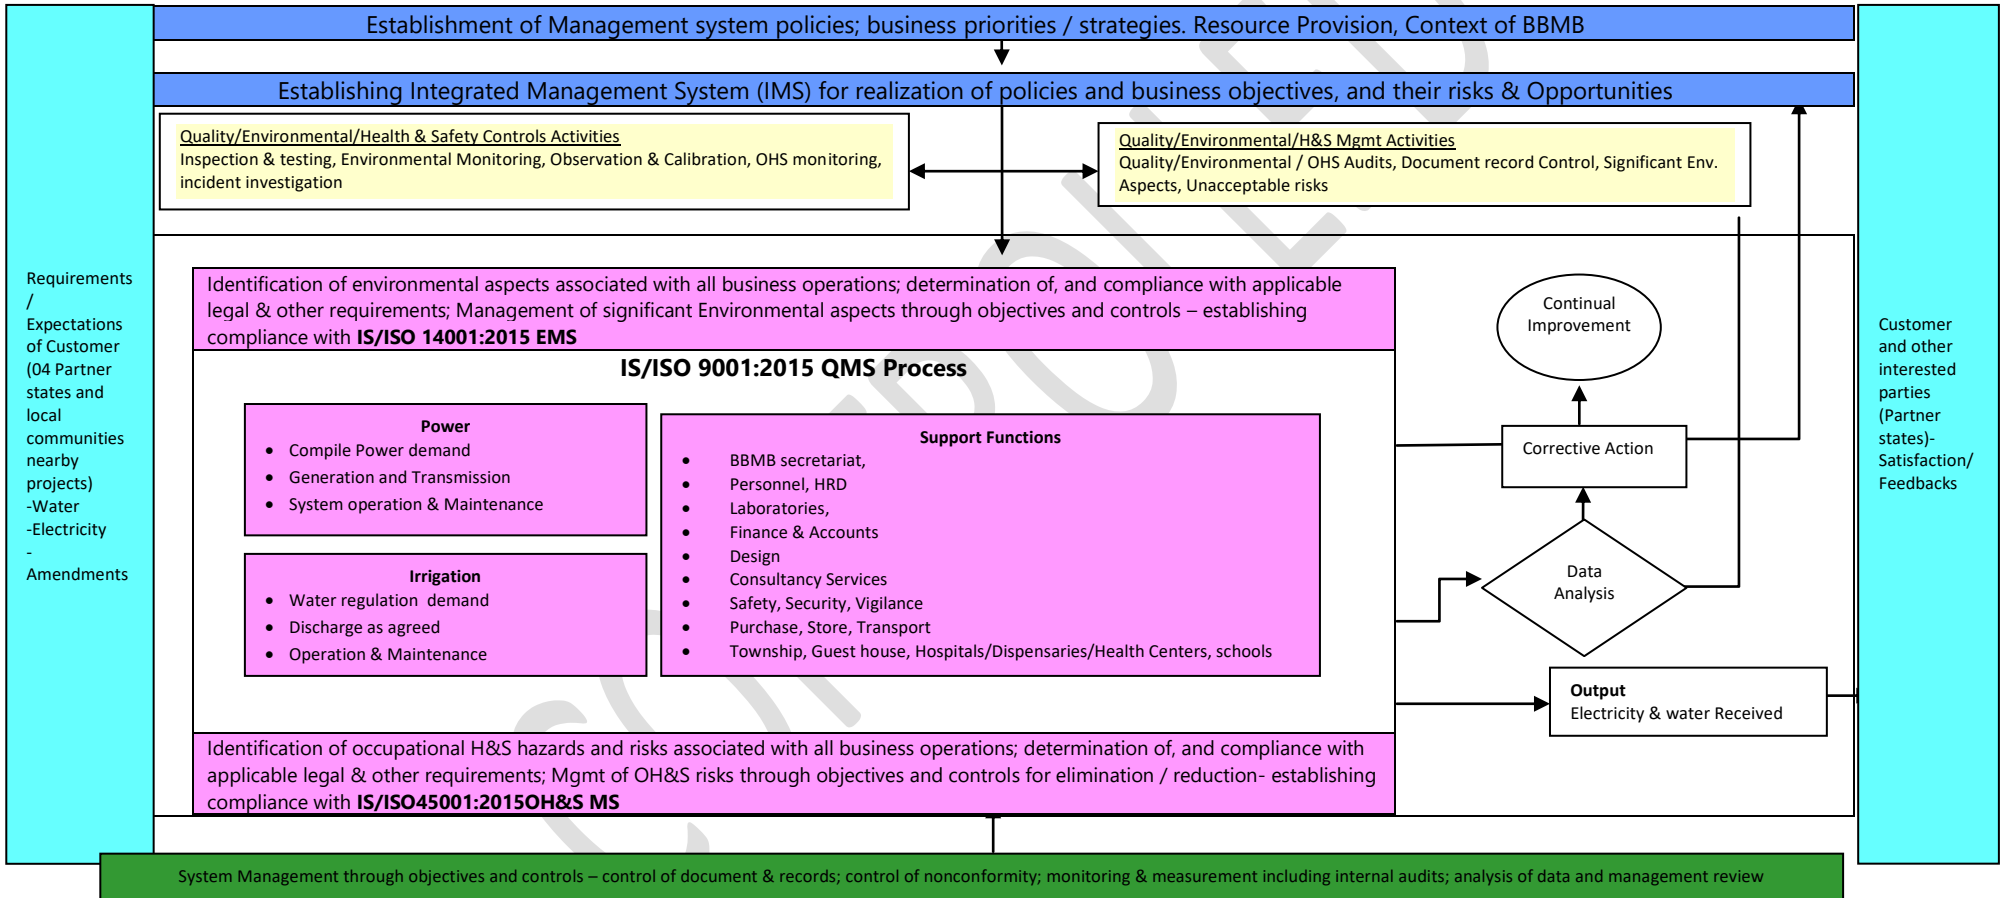 Establishment of Management system policies; business priorities / strategies. Resource Provision, Context of BBMB
Establishing Integrated Management System (IMS) for realization of policies and business objectives, and their risks & Opportunities
Quality/Environmental/Health & Safety Controls Activities
Inspection & testing, Environmental Monitoring, Observation & Calibration, OHS monitoring,
incident investigation
Quality/Environmental/H&S Mgmt Activities
Quality/Environmental / OHS Audits, Document record Control, Significant Env.
Aspects, Unacceptable risks
Requirements
/
Expectations
of Customer
(04 Partner
states and
local
communities
nearby
projects)
-Water
-Electricity
-
Amendments
Identification of environmental aspects associated with all business operations; determination of, and compliance with applicable
legal & other requirements; Management of significant Environmental aspects through objectives and controls – establishing
compliance with IS/ISO 14001:2015 EMS
IS/ISO 9001:2015 QMS Process
Power
• Compile Power demand
• Generation and Transmission
• System operation & Maintenance
Irrigation
• Water regulation demand
• Discharge as agreed
• Operation & Maintenance
Support Functions
• BBMB secretariat,
• Personnel, HRD
• Laboratories,
• Finance & Accounts
• Design
• Consultancy Services
• Safety, Security, Vigilance
• Purchase, Store, Transport
• Township, Guest house, Hospitals/Dispensaries/Health Centers, schools
Identification of occupational H&S hazards and risks associated with all business operations; determination of, and compliance with
applicable legal & other requirements; Mgmt of OH&S risks through objectives and controls for elimination / reduction- establishing
compliance with IS/ISO45001:2015OH&S MS
Continual
Improvement
Corrective Action
Data
Analysis
Output
Electricity & water Received
Customer
and other
interested
parties
(Partner
states)-
Satisfaction/
Feedbacks
System Management through objectives and controls – control of document & records; control of nonconformity; monitoring & measurement including internal audits; analysis of data and management review